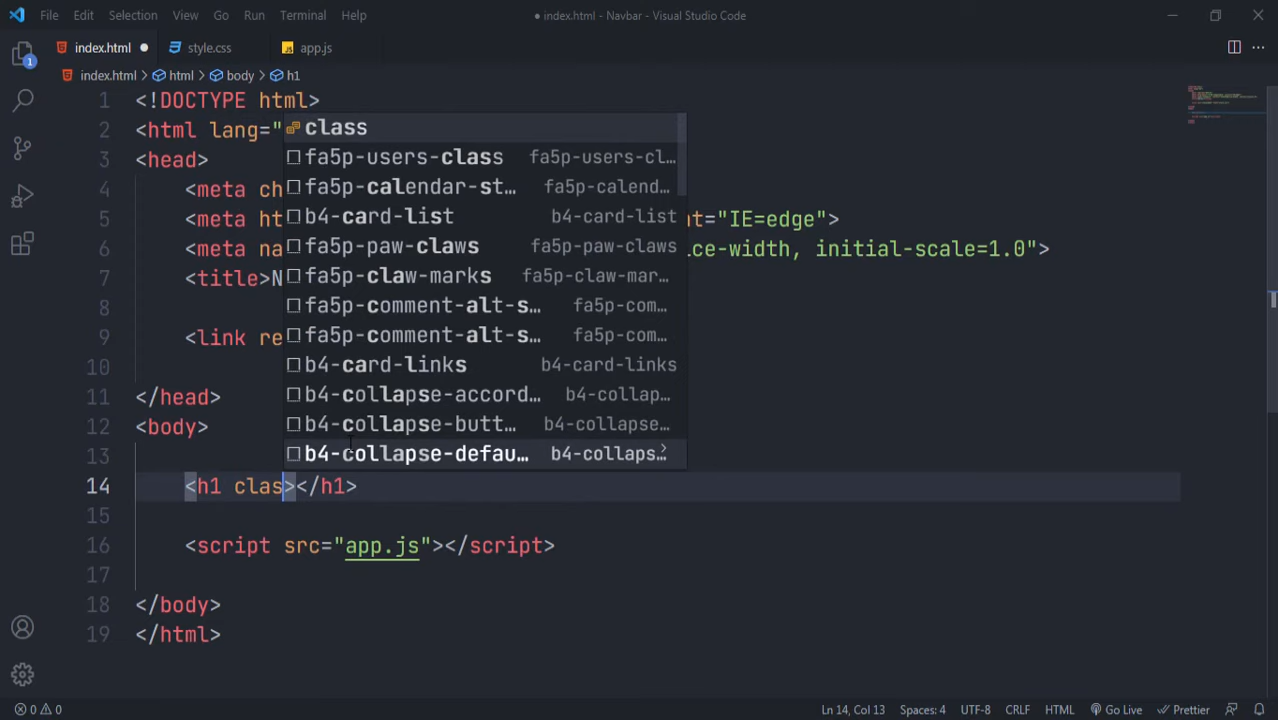 File Edit Selection View Go Run Terminal Help ● index.html - Navbar - Visual Studio Code
index.html ● style.css app.js
index.html > html > body > h1
1 <!DOCTYPE html>
2 <html lang="
class
3 <head>
fa5p-users-class fa5p-users-cl...
4 <meta ch
fa5p-calendar-st... fa5p-calend...
5 <meta ht
b4-card-list b4-card-list
nt="IE=edge">
6 <meta na
fa5p-paw-claws fa5p-paw-claws
ice-width, initial-scale=1.0">
7 <title>N
fa5p-claw-marks fa5p-claw-mar...
8
fa5p-comment-alt-s... fa5p-com...
9 <link re
fa5p-comment-alt-s... fa5p-com...
10
b4-card-links b4-card-links
11 </head>
b4-collapse-accord... b4-collap...
12 <body>
b4-collapse-butt... b4-collapse...
13
b4-collapse-defau... b4-collaps...
14 <h1 clas></h1>
15
16 <script src="app.js"></script>
17
18 </body>
19 </html>
1
0 0 Ln 14, Col 13 Spaces: 4 UTF-8 CRLF HTML Go Live Prettier